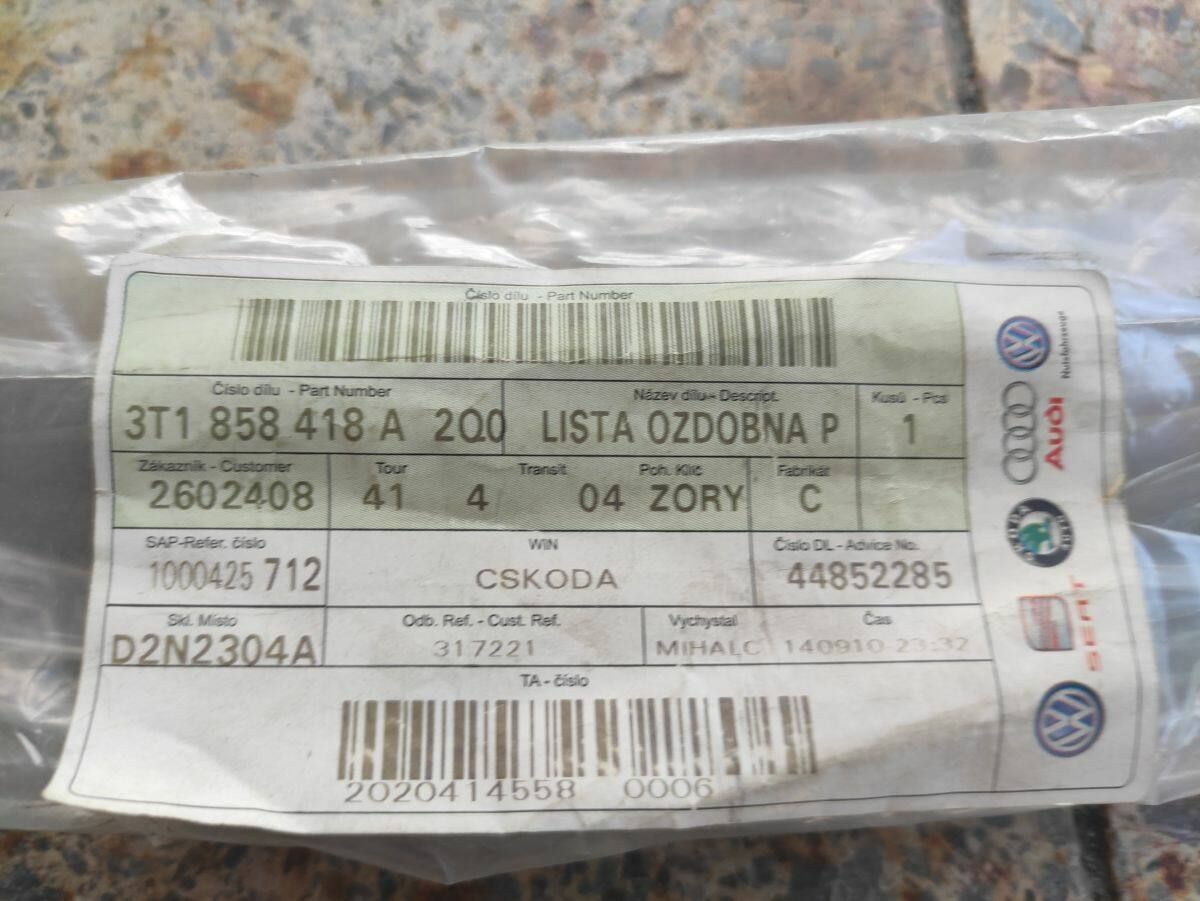 Číslo dílu - Part Number
Číslo dílu - Part Number Název dílu - Descript. Kusů - Pcs
3T1 858 418 A 2Q0 LISTA OZDOBNA P 1
Zákazník - Customer Tour Transit Poh. Klíč Fabrikát
2602408 41 4 04 ZORY C
SAP-Refer. číslo WIN Číslo DL - Advice No.
1000425 712 CSKODA 44852285
Skl. Místo Odb. Ref. - Cust. Ref. Vychystal Čas
D2N2304A 317221 MIHALC 140910 23:32
TA - číslo
2020414558 0006
Nutzfahrzeuge
Audi
SEAT